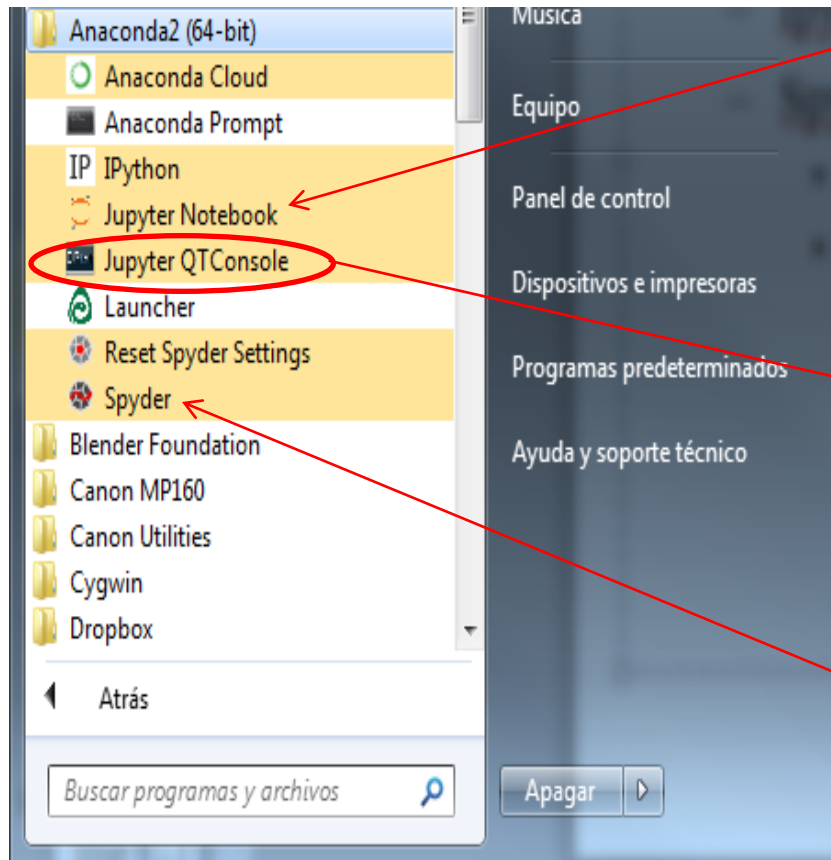 Anaconda2 (64-bit)
Anaconda Cloud
Anaconda Prompt
IP IPython
Jupyter Notebook
Jupyter QTConsole
Launcher
Reset Spyder Settings
Spyder
Blender Foundation
Canon MP160
Canon Utilities
Cygwin
Dropbox
Atrás
Buscar programas y archivos
Música
Equipo
Panel de control
Dispositivos e impresoras
Programas predeterminados
Ayuda y soporte técnico
Apagar